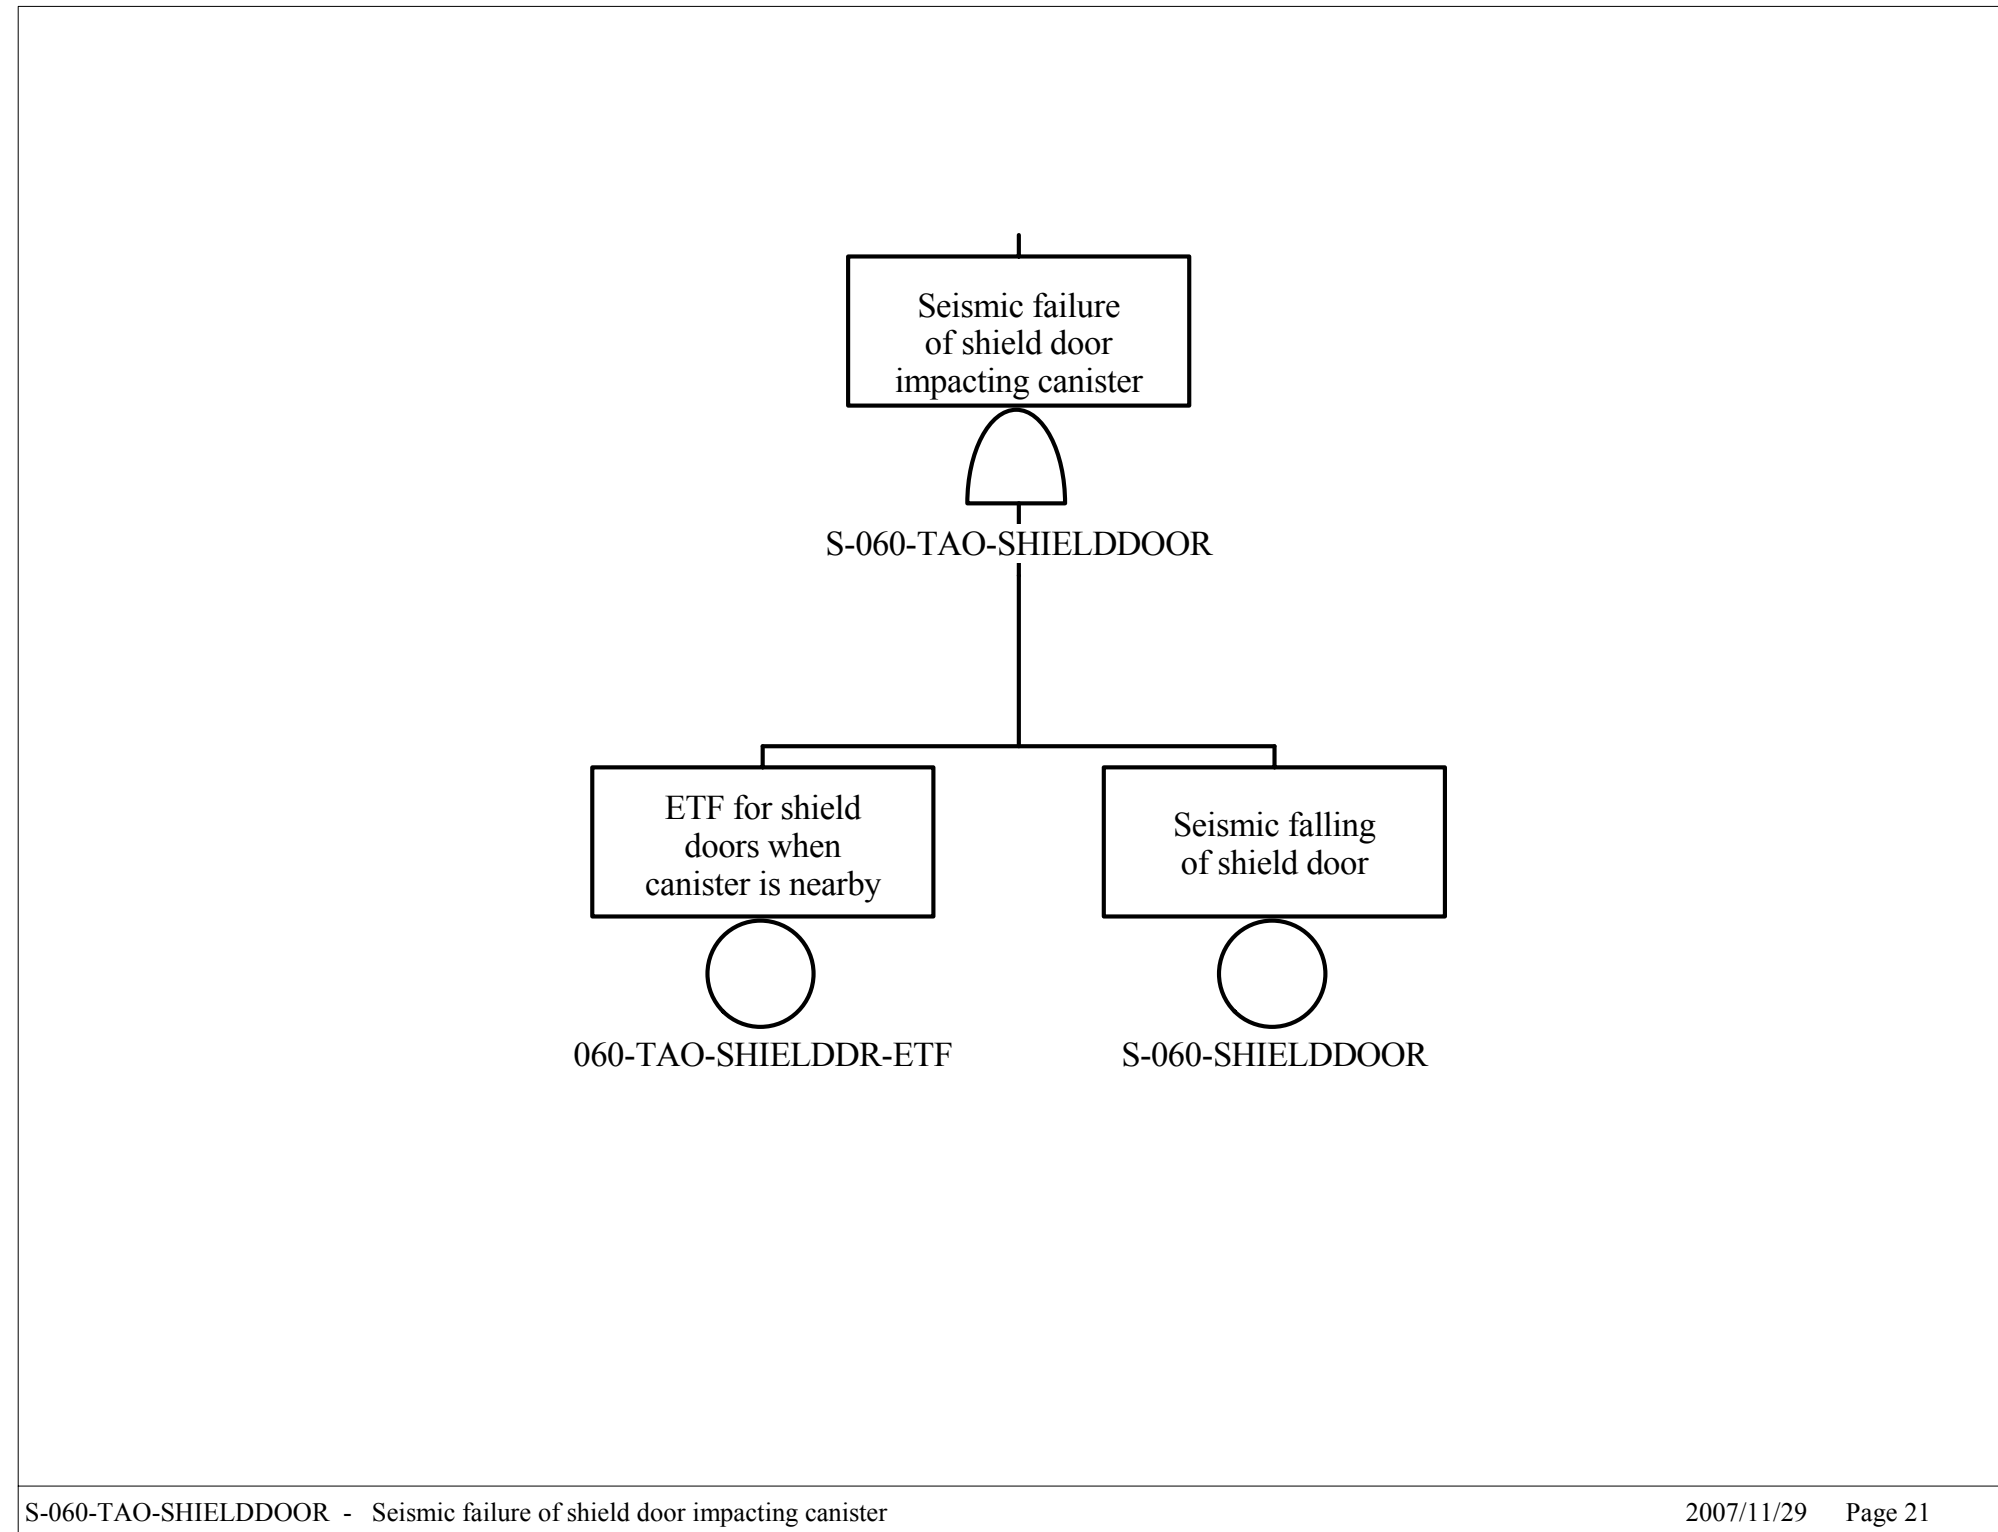 Seismic failure
of shield door
impacting canister
S-060-TAO-SHIELDDOOR
ETF for shield
doors when
canister is nearby
060-TAO-SHIELDDR-ETF
Seismic falling
of shield door
S-060-SHIELDDOOR
S-060-TAO-SHIELDDOOR - Seismic failure of shield door impacting canister
2007/11/29 Page 21